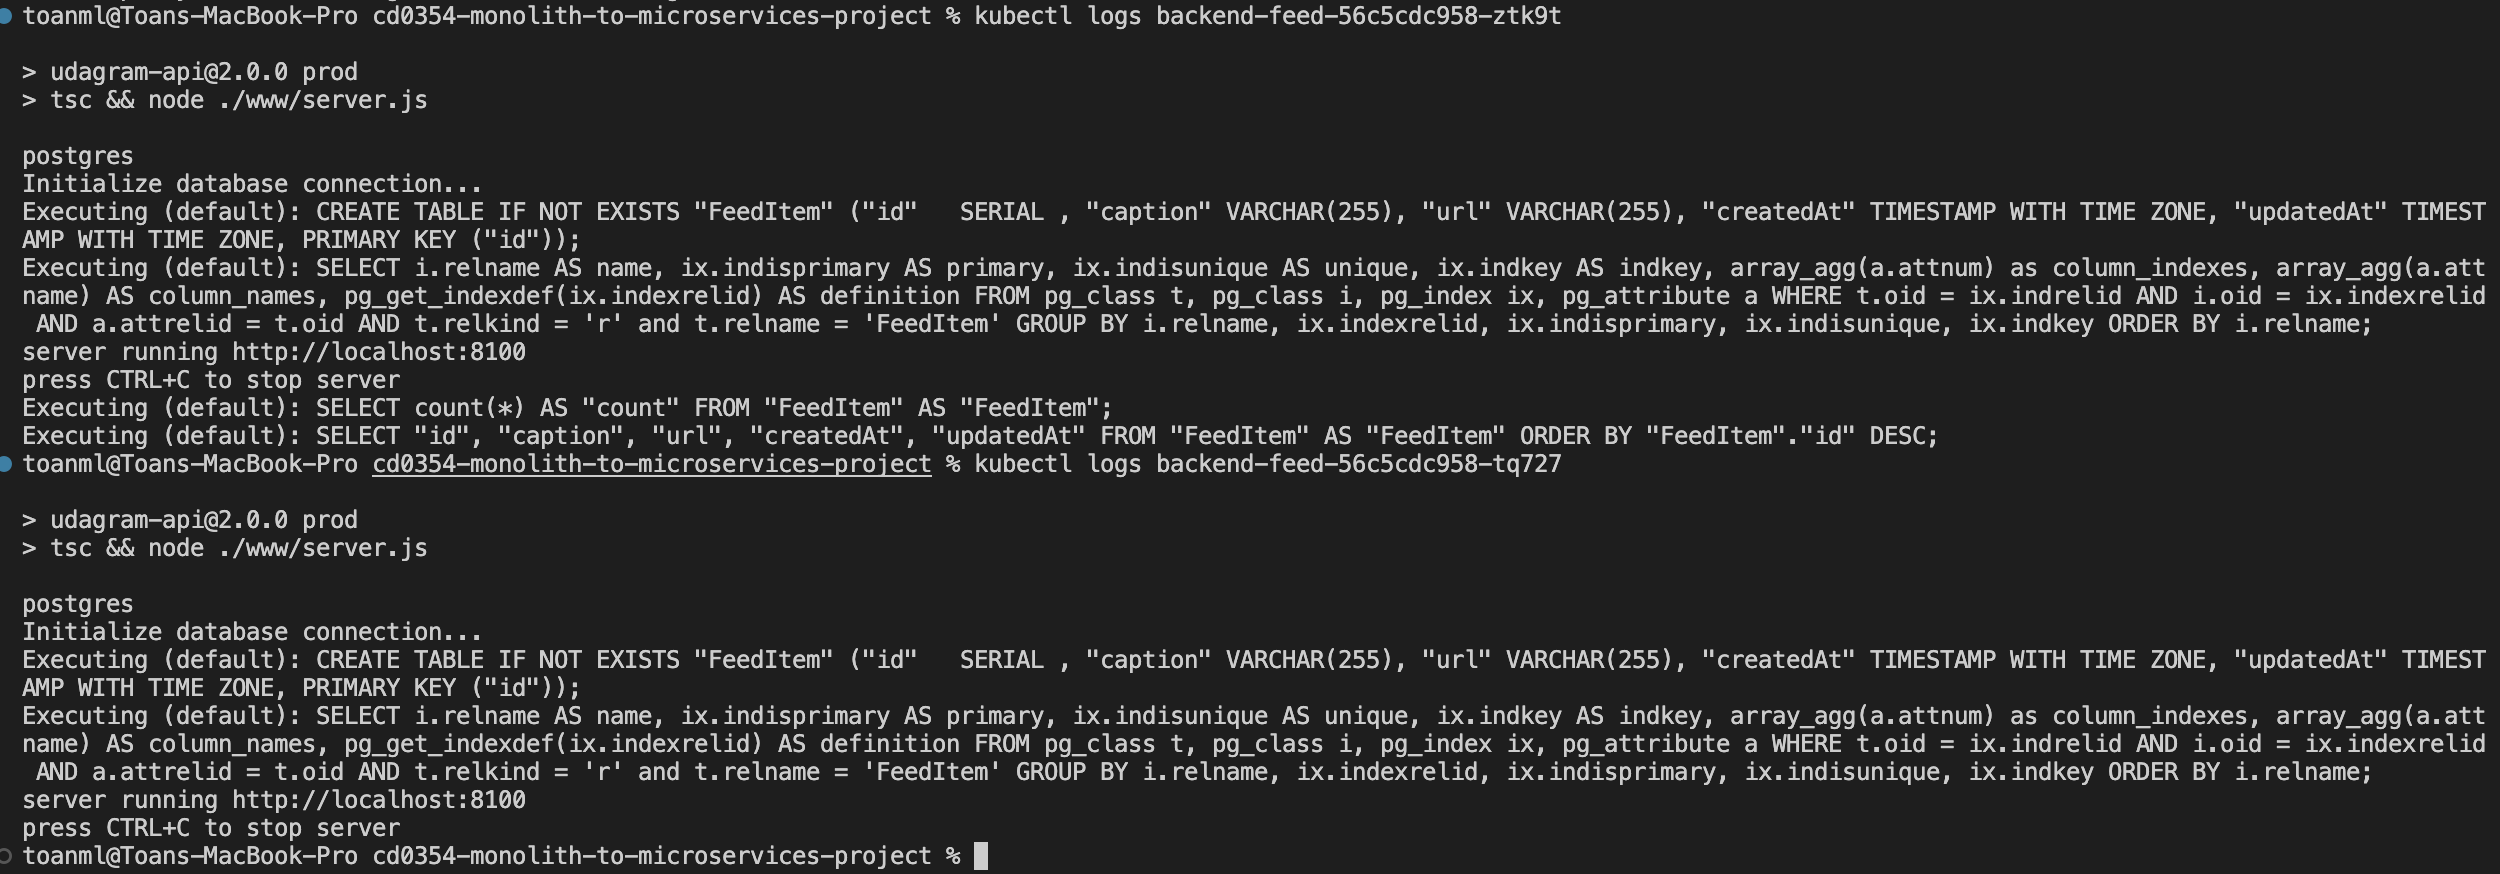 toanml@Toans-MacBook-Pro cd0354-monolith-to-microservices-project % kubectl logs backend-feed-56c5cdc958-ztk9t
> udagram-api@2.0.0 prod
> tsc && node ./www/server.js
postgres
Initialize database connection...
Executing (default): CREATE TABLE IF NOT EXISTS "FeedItem" ("id"   SERIAL , "caption" VARCHAR(255), "url" VARCHAR(255), "createdAt" TIMESTAMP WITH TIME ZONE, "updatedAt" TIMEST
AMP WITH TIME ZONE, PRIMARY KEY ("id"));
Executing (default): SELECT i.relname AS name, ix.indisprimary AS primary, ix.indisunique AS unique, ix.indkey AS indkey, array_agg(a.attnum) as column_indexes, array_agg(a.att
name) AS column_names, pg_get_indexdef(ix.indexrelid) AS definition FROM pg_class t, pg_class i, pg_index ix, pg_attribute a WHERE t.oid = ix.indrelid AND i.oid = ix.indexrelid
 AND a.attrelid = t.oid AND t.relkind = 'r' and t.relname = 'FeedItem' GROUP BY i.relname, ix.indexrelid, ix.indisprimary, ix.indisunique, ix.indkey ORDER BY i.relname;
server running http://localhost:8100
press CTRL+C to stop server
Executing (default): SELECT count(*) AS "count" FROM "FeedItem" AS "FeedItem";
Executing (default): SELECT "id", "caption", "url", "createdAt", "updatedAt" FROM "FeedItem" AS "FeedItem" ORDER BY "FeedItem"."id" DESC;
toanml@Toans-MacBook-Pro cd0354-monolith-to-microservices-project % kubectl logs backend-feed-56c5cdc958-tq727
> udagram-api@2.0.0 prod
> tsc && node ./www/server.js
postgres
Initialize database connection...
Executing (default): CREATE TABLE IF NOT EXISTS "FeedItem" ("id"   SERIAL , "caption" VARCHAR(255), "url" VARCHAR(255), "createdAt" TIMESTAMP WITH TIME ZONE, "updatedAt" TIMEST
AMP WITH TIME ZONE, PRIMARY KEY ("id"));
Executing (default): SELECT i.relname AS name, ix.indisprimary AS primary, ix.indisunique AS unique, ix.indkey AS indkey, array_agg(a.attnum) as column_indexes, array_agg(a.att
name) AS column_names, pg_get_indexdef(ix.indexrelid) AS definition FROM pg_class t, pg_class i, pg_index ix, pg_attribute a WHERE t.oid = ix.indrelid AND i.oid = ix.indexrelid
 AND a.attrelid = t.oid AND t.relkind = 'r' and t.relname = 'FeedItem' GROUP BY i.relname, ix.indexrelid, ix.indisprimary, ix.indisunique, ix.indkey ORDER BY i.relname;
server running http://localhost:8100
press CTRL+C to stop server
toanml@Toans-MacBook-Pro cd0354-monolith-to-microservices-project %